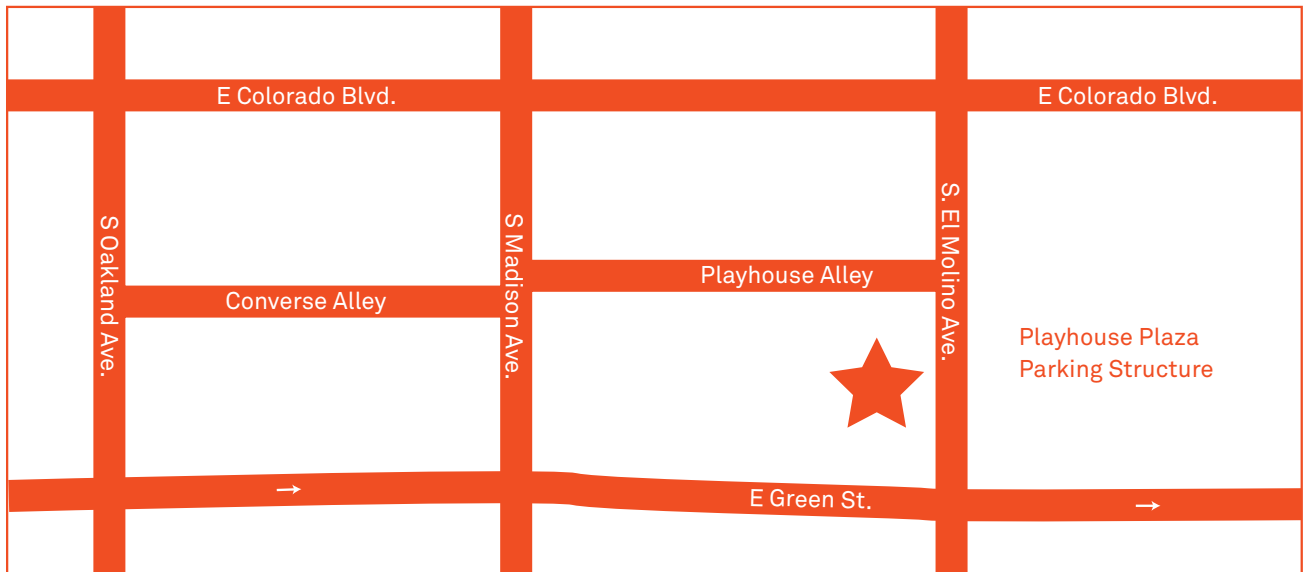 E Colorado Blvd.
E Colorado Blvd.
S Oakland Ave.
S Madison Ave.
S. El Molino Ave.
Playhouse Alley
Converse Alley
Playhouse Plaza
Parking Structure
→
E Green St.
→